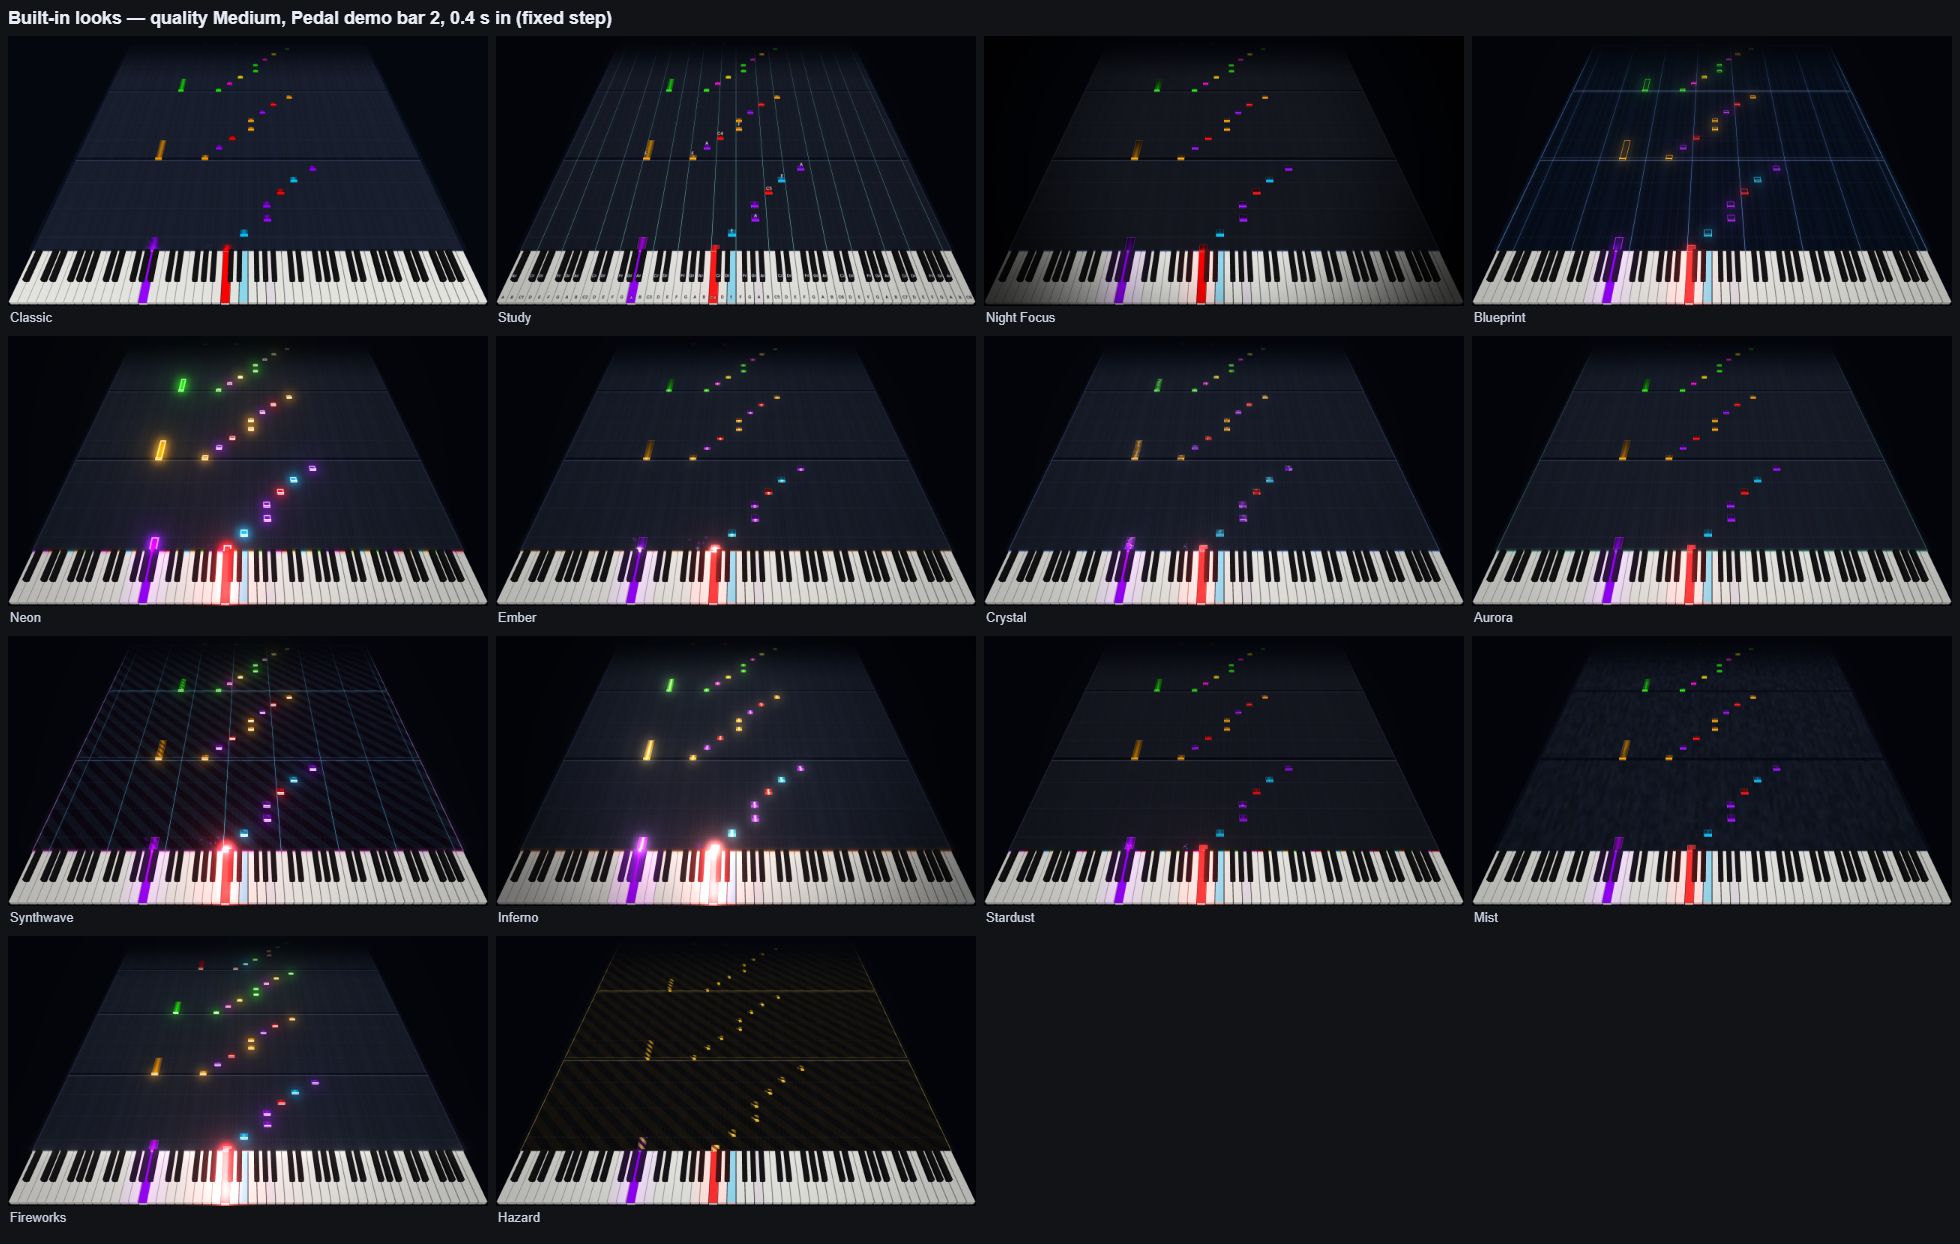 Built-in looks — quality Medium, Pedal demo bar 2, 0.4 s in (fixed step)
Classic
Study
Night Focus
Blueprint
Neon
Ember
Crystal
Aurora
Synthwave
Inferno
Stardust
Mist
Fireworks
Hazard